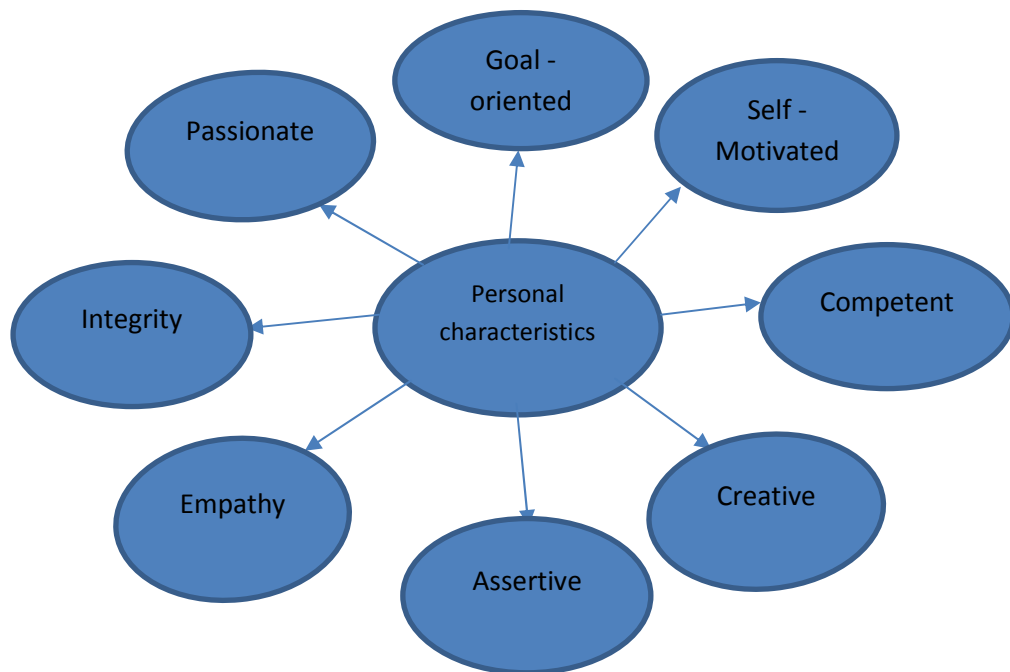 Goal -
oriented
Self -
Motivated
Passionate
Competent
Personal
characteristics
Integrity
Creative
Empathy
Assertive